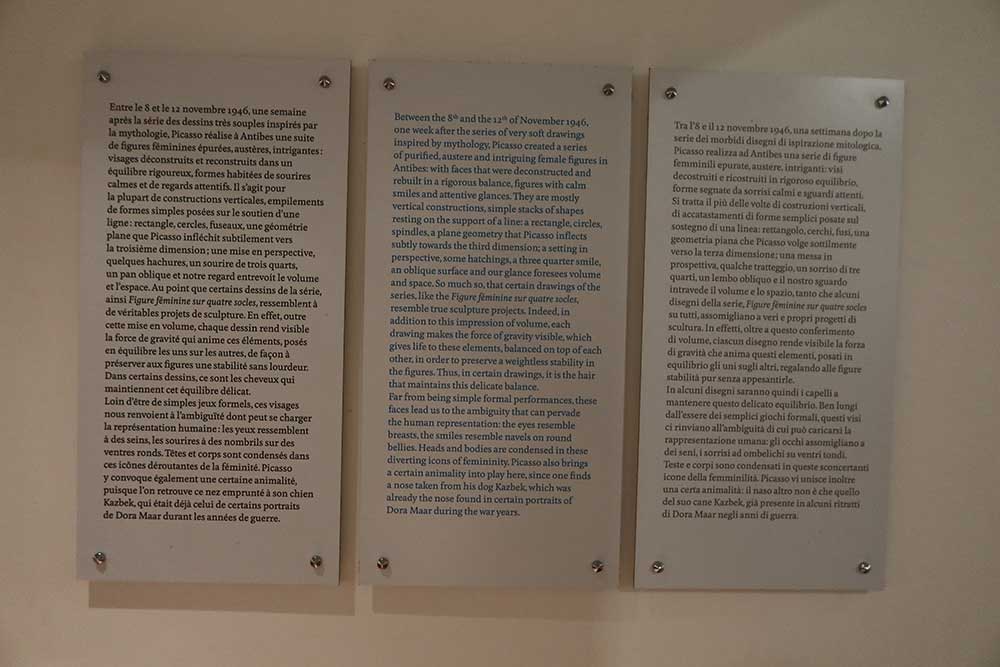 Entre le 8 et le 12 novembre 1946, une semaine
après la série des dessins très souples inspirés par
la mythologie, Picasso réalise à Antibes une suite
de figures féminines épurées, austères, intrigantes :
visages déconstruits et reconstruits dans un
équilibre rigoureux, formes habitées de sourires
calmes et de regards attentifs. Il s'agit pour
la plupart de constructions verticales, empilements
de formes simples posées sur le soutien d'une
ligne : rectangle, cercles, fuseaux, une géométrie
plane que Picasso infléchit subtilement vers
la troisième dimension ; une mise en perspective,
quelques hachures, un sourire de trois quarts,
un pan oblique et notre regard entrevoit le volume
et l'espace. Au point que certains dessins de la série,
ainsi Figure féminine sur quatre socles, ressemblent à
de véritables projets de sculpture. En effet, outre
cette mise en volume, chaque dessin rend visible
la force de gravité qui anime ces éléments, posés
en équilibre les uns sur les autres, de façon à
préserver aux figures une stabilité sans lourdeur.
Dans certains dessins, ce sont les cheveux qui
maintiennent cet équilibre délicat.
Loin d'être de simples jeux formels, ces visages
nous renvoient à l'ambiguïté dont peut se charger
la représentation humaine : les yeux ressemblent
à des seins, les sourires à des nombrils sur des
ventres ronds. Têtes et corps sont condensés dans
ces icônes déroutantes de la féminité. Picasso
y convoque également une certaine animalité,
puisque l'on retrouve ce nez emprunté à son chien
Kazbek, qui était déjà celui de certains portraits
de Dora Maar durant les années de guerre.
Between the 8th and the 12th of November 1946,
one week after the series of very soft drawings
inspired by mythology, Picasso created a series
of purified, austere and intriguing female figures in
Antibes: with faces that were deconstructed and
rebuilt in a rigorous balance, figures with calm
smiles and attentive glances. They are mostly
vertical constructions, simple stacks of shapes
resting on the support of a line: a rectangle, circles,
spindles, a plane geometry that Picasso inflects
subtly towards the third dimension; a setting in
perspective, some hatchings, a three quarter smile,
an oblique surface and our glance foresees volume
and space. So much so, that certain drawings of the
series, like the Figure féminine sur quatre socles,
resemble true sculpture projects. Indeed, in
addition to this impression of volume, each
drawing makes the force of gravity visible, which
gives life to these elements, balanced on top of each
other, in order to preserve a weightless stability in
the figures. Thus, in certain drawings, it is the hair
that maintains this delicate balance.
Far from being simple formal performances, these
faces lead us to the ambiguity that can pervade
the human representation: the eyes resemble
breasts, the smiles resemble navels on round
bellies. Heads and bodies are condensed in these
diverting icons of femininity. Picasso also brings
a certain animality into play here, since one finds
a nose taken from his dog Kazbek, which was
already the nose found in certain portraits of
Dora Maar during the war years.
Tra l'8 e il 12 novembre 1946, una settimana dopo la
serie dei morbidi disegni di ispirazione mitologica,
Picasso realizza ad Antibes una serie di figure
femminili epurate, austere, intriganti: visi
decostruiti e ricostruiti in rigoroso equilibrio,
forme segnate da sorrisi calmi e sguardi attenti.
Si tratta il più delle volte di costruzioni verticali,
di accatastamenti di forme semplici posate sul
sostegno di una linea: rettangolo, cerchi, fusi, una
geometria piana che Picasso volge sottilmente
verso la terza dimensione; una messa in
prospettiva, qualche tratteggio, un sorriso di tre
quarti, un lembo obliquo e il nostro sguardo
intravede il volume e lo spazio, tanto che alcuni
disegni della serie, Figure féminine sur quatre socles
su tutti, assomigliano a veri e propri progetti di
scultura. In effetti, oltre a questo conferimento
di volume, ciascun disegno rende visibile la forza
di gravità che anima questi elementi, posati in
equilibrio gli uni sugli altri, regalando alle figure
stabilità pur senza appesantirle.
In alcuni disegni saranno quindi i capelli a
mantenere questo delicato equilibrio. Ben lungi
dall'essere dei semplici giochi formali, questi visi
ci rinviano all'ambiguità di cui può caricarsi la
rappresentazione umana: gli occhi assomigliano a
dei seni, i sorrisi ad ombelichi su ventri tondi.
Teste e corpi sono condensati in queste sconcertanti
icone della femminilità. Picasso vi unisce inoltre
una certa animalità: il naso altro non è che quello
del suo cane Kazbek, già presente in alcuni ritratti
di Dora Maar negli anni di guerra.